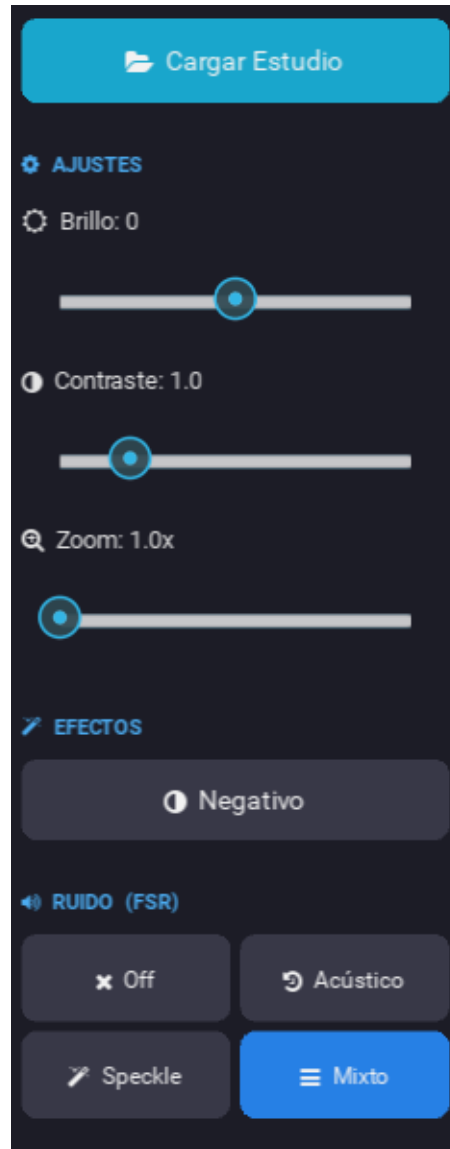 Cargar Estudio
AJUSTES
Brillo: 0
Contraste: 1.0
Zoom: 1.0x
EFECTOS
Negativo
RUIDO (FSR)
Off
Acústico
Speckle
Mixto